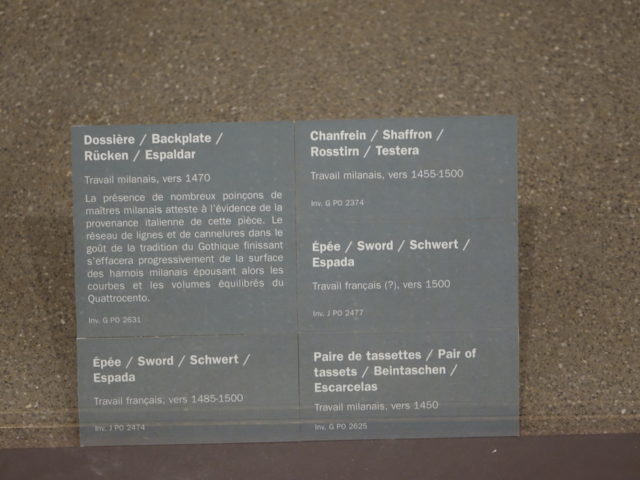 Dossière / Backplate /
Rücken / Espaldar
Travail milanais, vers 1470
La présence de nombreux poinçons de
maîtres milanais atteste à l'évidence de la
provenance italienne de cette pièce. Le
réseau de lignes et de cannelures dans le
goût de la tradition du Gothique finissant
s'effacera progressivement de la surface
des harnois milanais épousant alors les
courbes et les volumes équilibrés du
Quattrocento.
Inv. G PO 2631
Chanfrein / Shaffron /
Rosstirn / Testera
Travail milanais, vers 1455-1500
Inv. G PO 2374
Épée / Sword / Schwert /
Espada
Travail français (?), vers 1500
Inv. J PO 2477
Épée / Sword / Schwert /
Espada
Travail français, vers 1485-1500
Inv. J PO 2474
Paire de tassettes / Pair of
tassets / Beintaschen /
Escarcelas
Travail milanais, vers 1450
Inv. G PO 2625